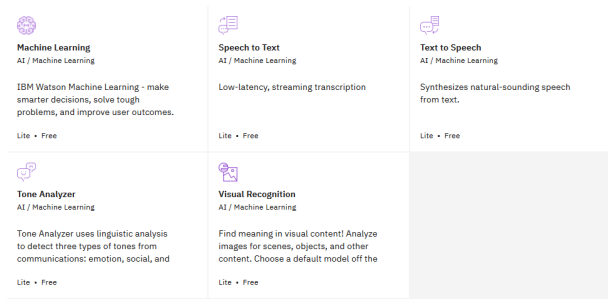 Machine Learning
AI / Machine Learning
IBM Watson Machine Learning - make
smarter decisions, solve tough
problems, and improve user outcomes.
Lite • Free
Speech to Text
AI / Machine Learning
Low-latency, streaming transcription
Lite • Free
Text to Speech
AI / Machine Learning
Synthesizes natural-sounding speech
from text.
Lite • Free
Tone Analyzer
AI / Machine Learning
Tone Analyzer uses linguistic analysis
to detect three types of tones from
communications: emotion, social, and
Lite • Free
Visual Recognition
AI / Machine Learning
Find meaning in visual content! Analyze
images for scenes, objects, and other
content. Choose a default model off the
Lite • Free